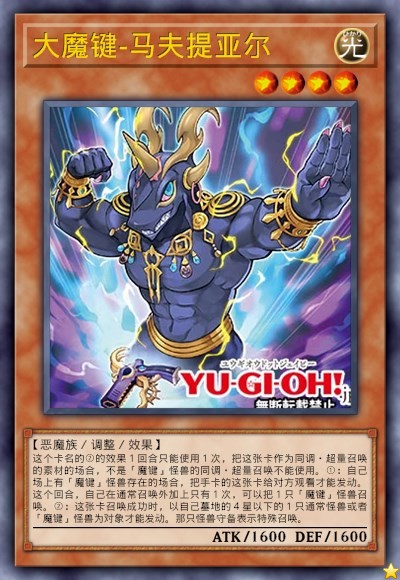 大魔键-马夫提亚尔
ひかり
光
ユウギオウドットジェイピー
YU-GI-OH!.jp
無断転載禁止
【恶魔族／调整／效果】
这个卡名的②的效果1回合只能使用1次，把这张卡作为同调·超量召唤
的素材的场合，不是「魔键」怪兽的同调·超量召唤不能使用。①：自己
场上有「魔键」怪兽存在的场合，把手卡的这张卡给对方观看才能发动。
这个回合，自己在通常召唤外加上只有1次，可以把1只「魔键」怪兽召
唤。②：这张卡召唤成功时，以自己墓地的4星以下的1只通常怪兽或者
「魔键」怪兽为对象才能发动。那只怪兽守备表示特殊召唤。
ATK/1600 DEF/1600